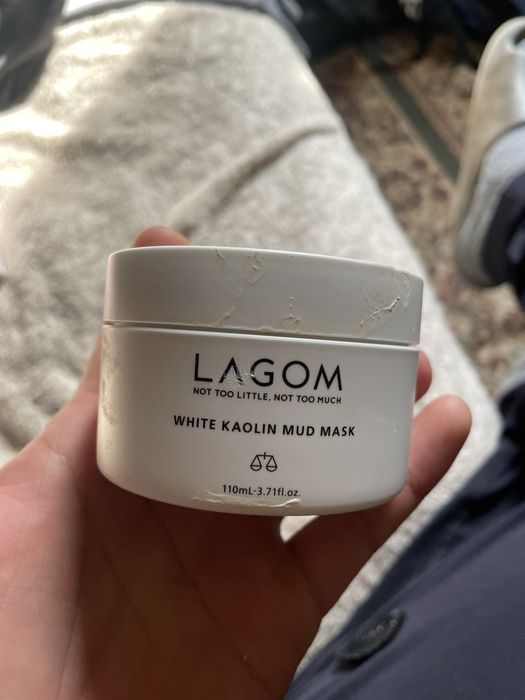 LAGOM
NOT TOO LITTLE, NOT TOO MUCH
WHITE KAOLIN MUD MASK
110mL-3.71fl.oz.